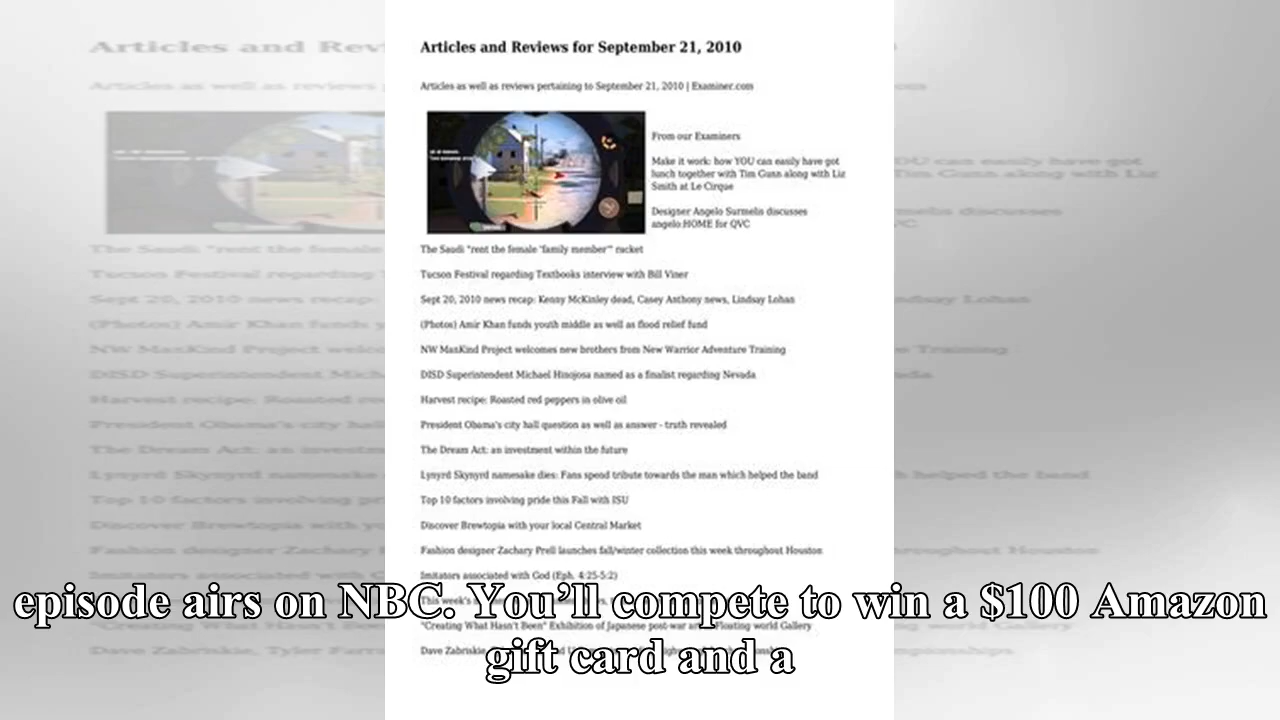 Articles and Reviews for September 21, 2010
Articles as well as reviews pertaining to September 21, 2010 | Examiner.com
From our Examiners
Make it work: how YOU can easily have got
lunch together with Tim Gunn along with Liz
Smith at Le Cirque
Designer Angelo Surmelis discusses
angelo:HOME for QVC
The Saudi "rent the female 'family member'" racket
Tucson Festival regarding Textbooks interview with Bill Viner
Sept 20, 2010 news recap: Kenny McKinley dead, Casey Anthony news, Lindsay Lohan
(Photos) Amir Khan funds youth middle as well as flood relief fund
NW ManKind Project welcomes new brothers from New Warrior Adventure Training
DISD Superintendent Michael Hinojosa named as a finalist regarding Nevada
Harvest recipe: Roasted red peppers in olive oil
President Obama's city hall question as well as answer - truth revealed
The Dream Act: an investment within the future
Lynyrd Skynyrd namesake dies: Fans spend tribute towards the man which helped the band
Top 10 factors involving pride this Fall with ISU
Discover Brewtopia with your local Central Market
Fashion designer Zachary Prell launches fall/winter collection this week throughout Houston
Imitators associated with God (Eph. 4:25-5:2)
episode airs on NBC. You’ll compete to win a $100 Amazon
gift card and a
This week's
"Creating What Hasn't Been" Exhibition of Japanese post-war art Floating world Gallery
Dave Zabriskie,